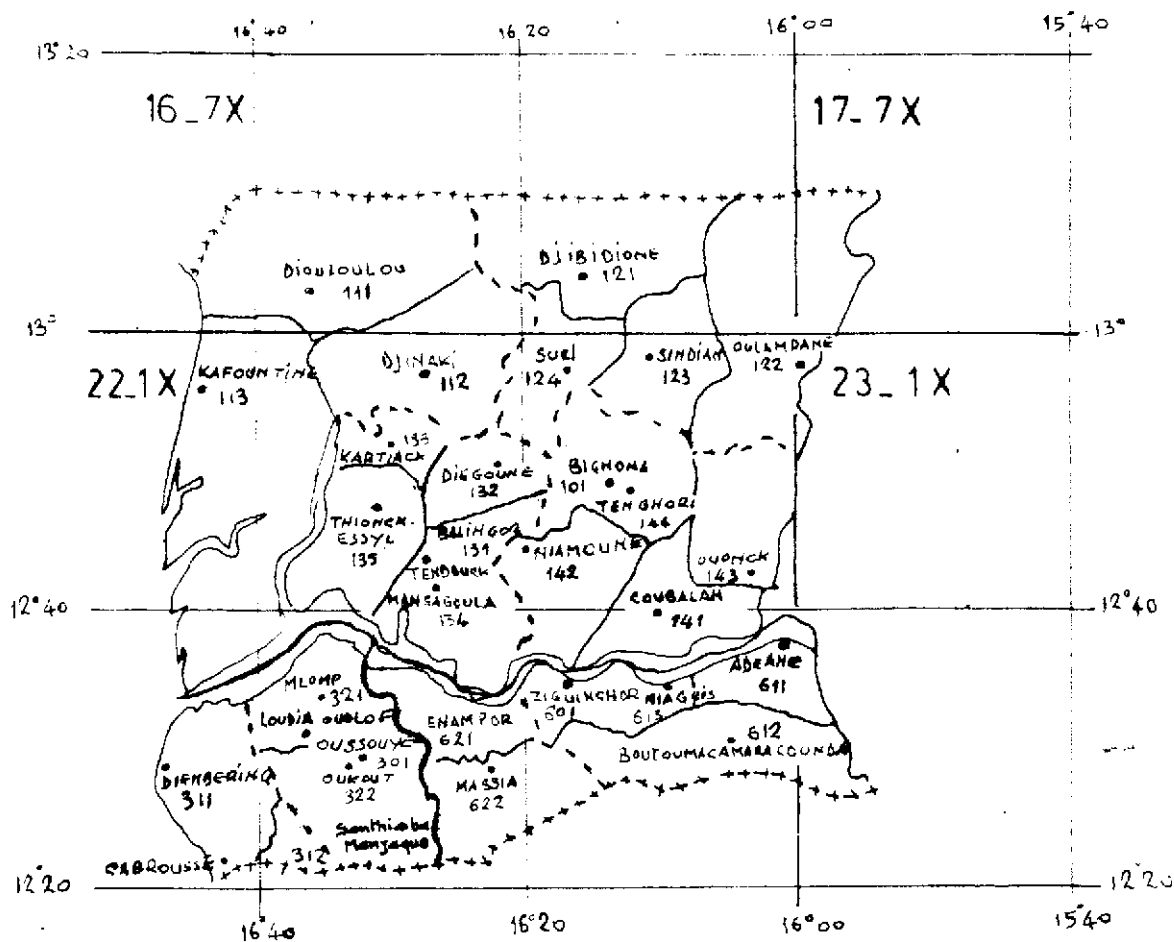 16°40
16°20
16°00
15°40
13°20
16_7X
17_7X
DIOULOULOU
111
DJIBIDIONE
121
13°
13°
22_1X
KAFOUNTINE
113
DJINAKI
112
SURI
124
SINDIAN
123
OULAMDANE
122
23_1X
133
KARTIACK
DIEGOUNE
132
BIGNONA
101
TENGHORI
144
THIONCK-
ESSYL
135
BALINGOR
131
NIAMOUNE
142
TENDOUCK
OUONCK
143
12°40
MANGAGOULA
134
COUBALAN
141
12°40
ADEANE
611
MLOMP
321
ZIGUINCHOR
601
NIAGUIS
613
LOUDIA OUOLOF
ENAMPOR
621
612
BOUTOUMACAMARACOUNDA
OUSSOUYE
301
DIEMBERING
311
OUKOUT
322
MASSIA
622
Santhiaba
Manjaque
312
CABROUSSE
12°20
12°20
16°40
16°20
16°00
15°40